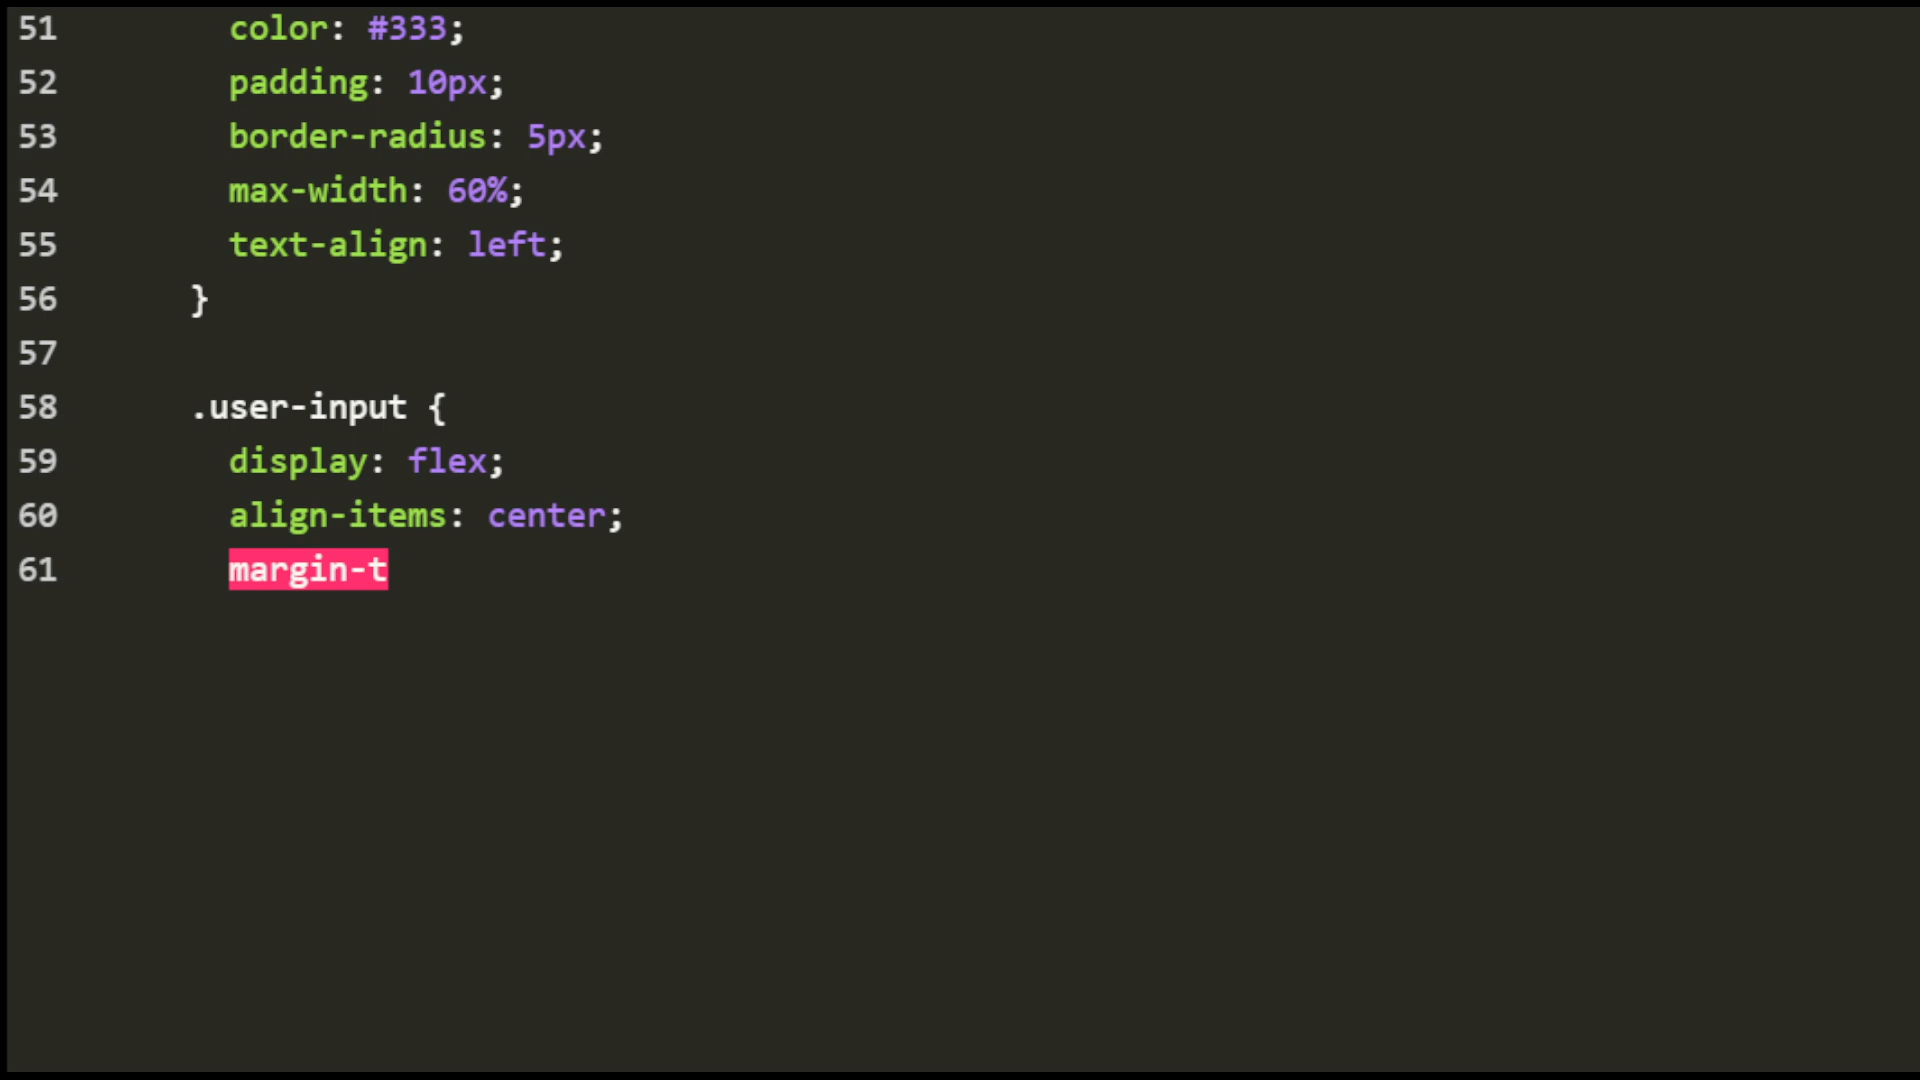 51 color: #333;
52 padding: 10px;
53 border-radius: 5px;
54 max-width: 60%;
55 text-align: left;
56 }
57
58 .user-input {
59 display: flex;
60 align-items: center;
61 margin-t